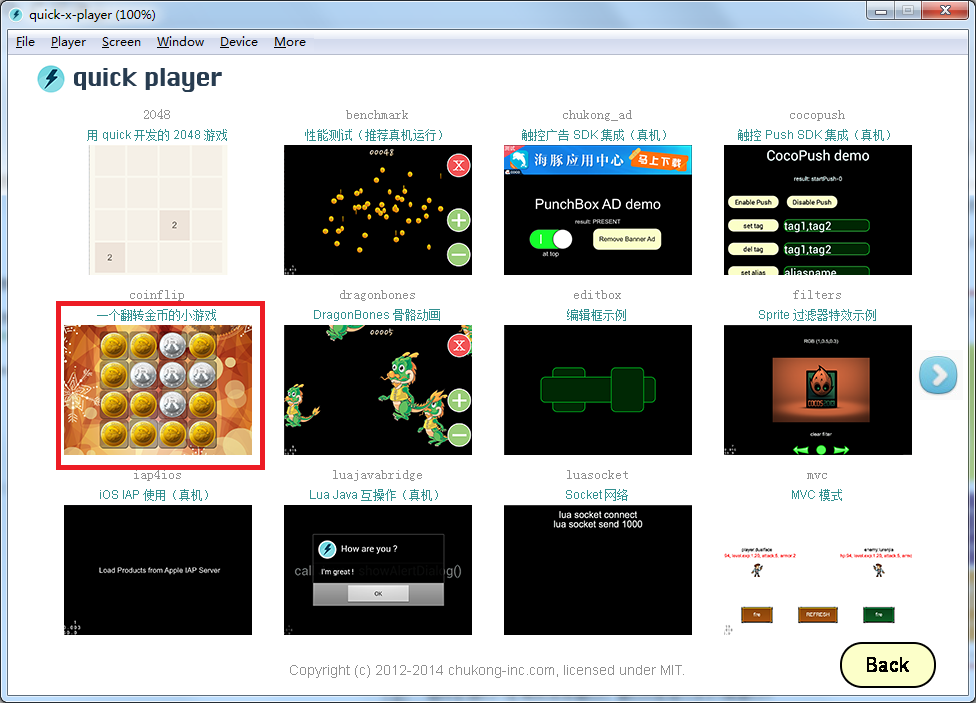 quick-x-player (100%)
File Player Screen Window Device More
quick player
2048
用 quick 开发的 2048 游戏
2
2
benchmark
性能测试（推荐真机运行）
00048
chukong_ad
触控广告 SDK 集成（真机）
海豚应用中心 马上下载
PunchBox AD demo
result: PRESENT
at top
Remove Banner Ad
cocopush
触控 Push SDK 集成（真机）
CocoPush demo
result: startPush-0
Enable Push
Disable Push
set tag
tag1,tag2
del tag
tag1,tag2
set alias
aliasname
coinflip
一个翻转金币的小游戏
dragonbones
DragonBones 骨骼动画
00005
editbox
编辑框示例
filters
Sprite 过滤器特效示例
RGB {1,0.5,0.3}
COCOS2DX
clear filter
iap4ios
iOS IAP 使用（真机）
Load Products from Apple IAP Server
luajavabridge
Lua Java 互操作（真机）
How are you ?
I'm great !
OK
luasocket
Socket 网络
lua socket connect
lua socket send 1000
mvc
MVC 模式
fire
REFRESH
fire
Copyright (c) 2012-2014 chukong-inc.com, licensed under MIT.
Back